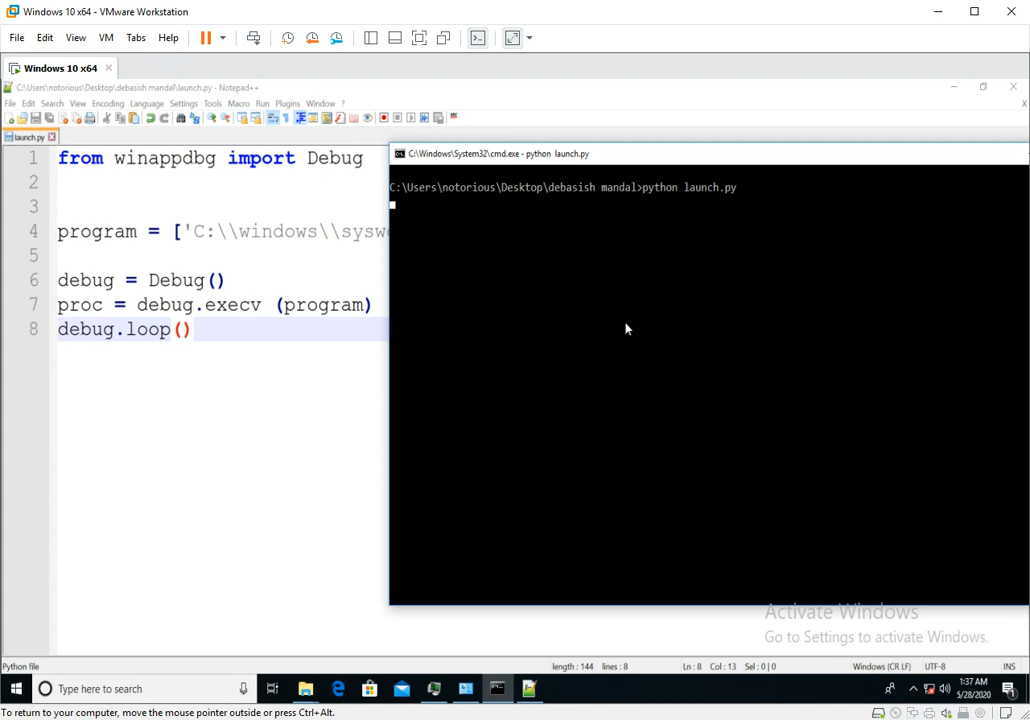 Windows 10 x64 - VMware Workstation
File Edit View VM Tabs Help
Windows 10 x64
C:\Users\notorious\Desktop\debasish mandal\launch.py - Notepad++
File Edit Search View Encoding Language Settings Tools Macro Run Plugins Window ?
launch.py
1 from winappdbg import Debug
2
3
4 program = ['C:\\windows\\syswo
5
6 debug = Debug()
7 proc = debug.execv (program)
8 debug.loop()
C:\Windows\System32\cmd.exe - python launch.py
C:\Users\notorious\Desktop\debasish mandal>python launch.py
Activate Windows
Go to Settings to activate Windows.
Python file length : 144 lines : 8 Ln : 8 Col : 13 Sel : 0 | 0 Windows (CR LF) UTF-8 INS
Type here to search
1:37 AM
5/28/2020
1
To return to your computer, move the mouse pointer outside or press Ctrl+Alt.